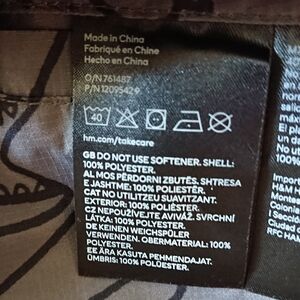 Made in China
Fabriqué en Chine
Hecho en China
O/N 761487
P/N 12095429
40
hm.com/takecare
GB DO NOT USE SOFTENER. SHELL:
100% POLYESTER.
AL MOS PËRDORNI ZBUTËS. SHTRESA
E JASHTME: 100% POLIESTËR.
CAT NO UTILITZEU SUAVITZANT.
EXTERIOR: 100% POLIÈSTER.
CZ NEPOUŽÍVEJTE AVIVÁŽ. SVRCHNÍ
LÁTKA: 100% POLYESTER.
DE KEINEN WEICHSPÜLER
VERWENDEN. OBERMATERIAL: 100%
POLYESTER.
EE ÄRA KASUTA PEHMENDAJAT.
ÜMBRIS: 100% POLÜESTER.